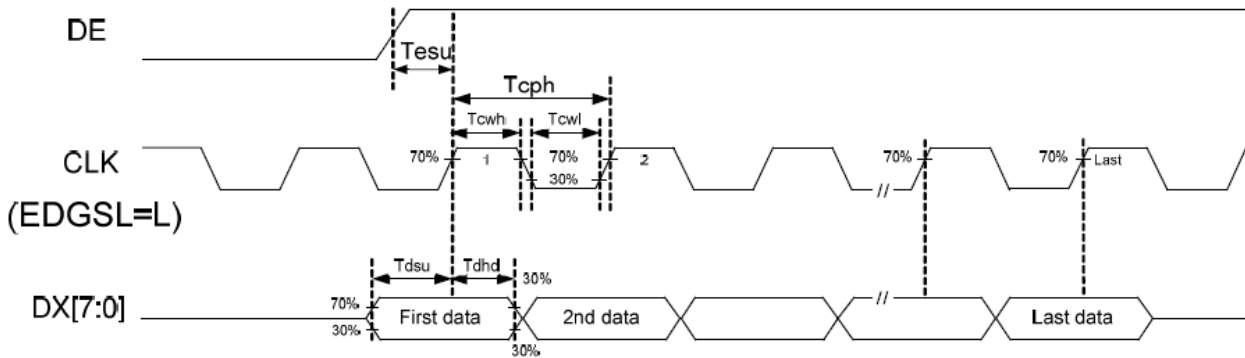 DE
Tesu
Tcph
Tcwh
Tcwl
CLK
70%
1
70%
2
70%
70%
Last
30%
//
(EDGSL=L)
Tdsu
Tdhd
30%
70%
//
DX[7:0]
First data
2nd data
Last data
30%
30%